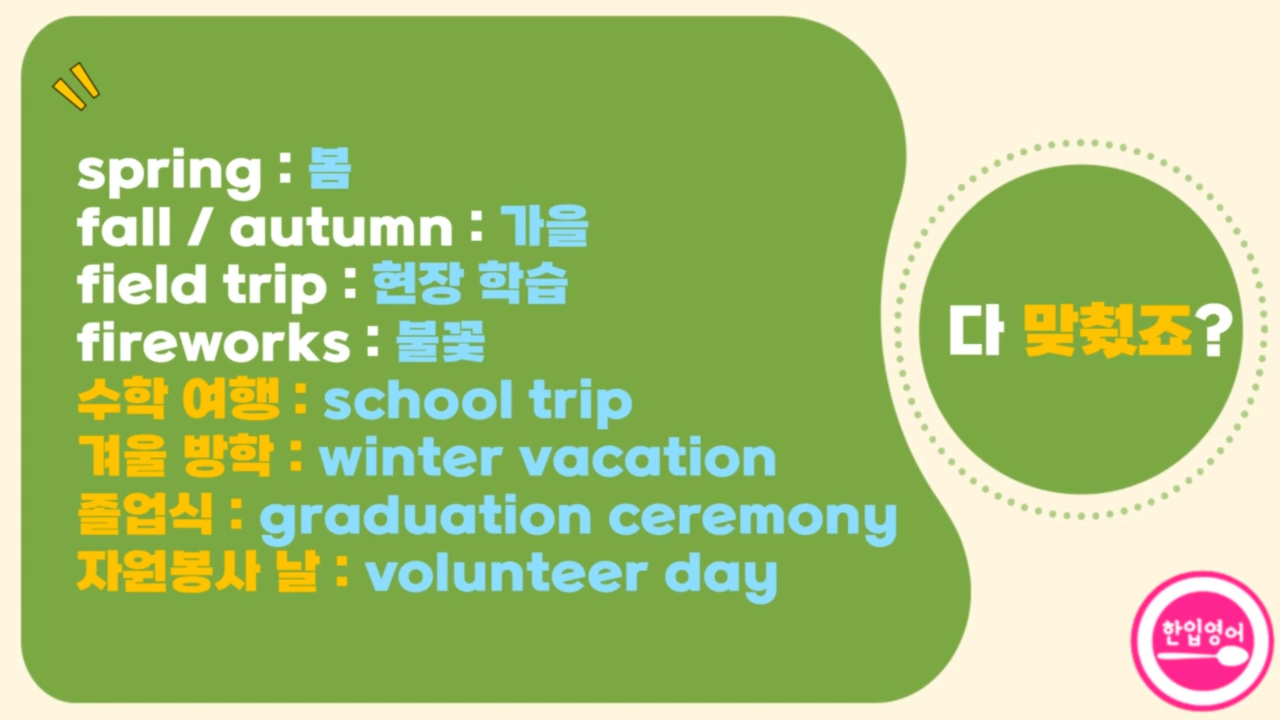 spring : 봄
fall / autumn : 가을
field trip : 현장 학습
fireworks : 불꽃
수학 여행 : school trip
겨울 방학 : winter vacation
졸업식 : graduation ceremony
자원봉사 날 : volunteer day
다 맞췄죠?
한입영어